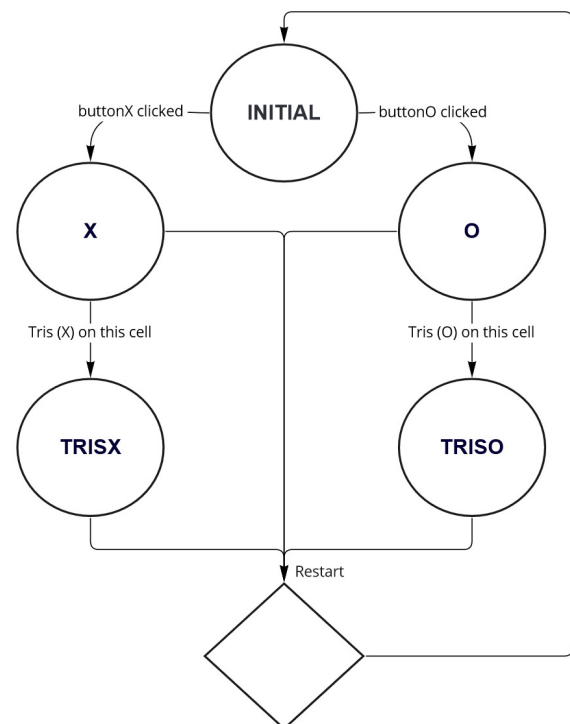 INITIAL
buttonX clicked
buttonO clicked
X
O
Tris (X) on this cell
Tris (O) on this cell
TRISX
TRISO
Restart